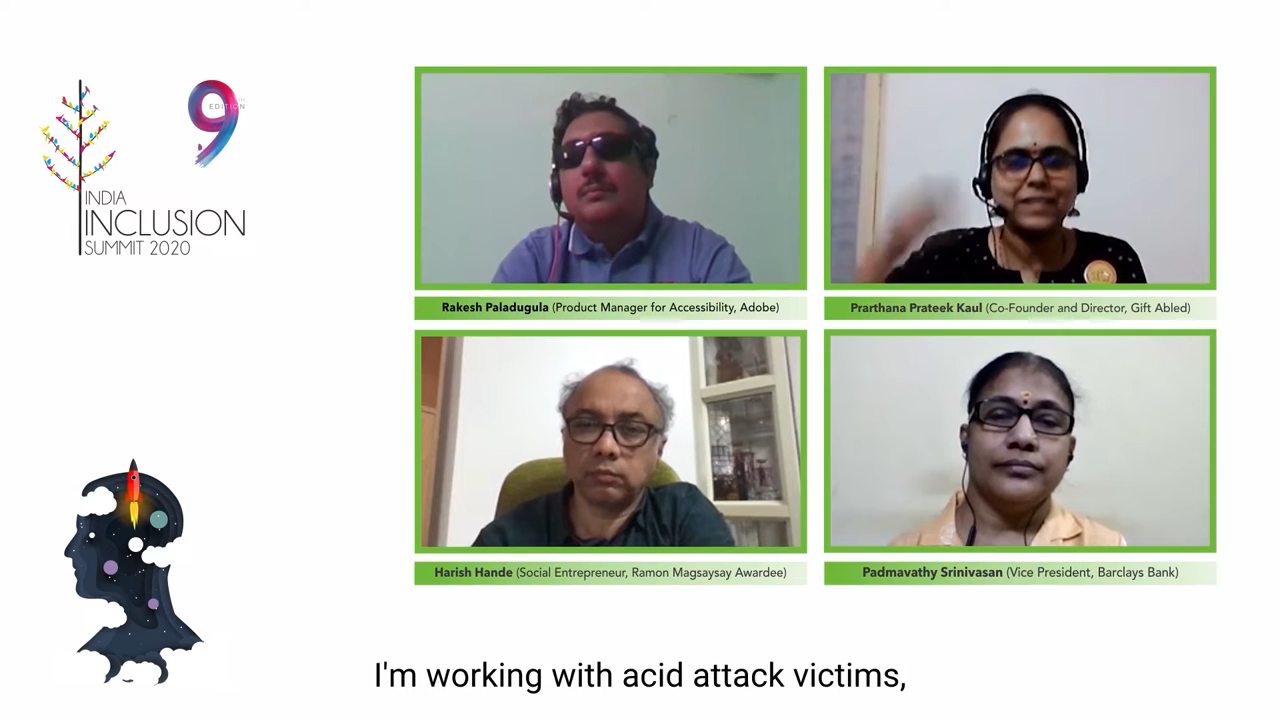 9
TH
EDITION
INDIA
INCLUSION
SUMMIT 2020
Rakesh Paladugula (Product Manager for Accessibility, Adobe)
Prarthana Prateek Kaul (Co-Founder and Director, Gift Abled)
Harish Hande (Social Entrepreneur, Ramon Magsaysay Awardee)
Padmavathy Srinivasan (Vice President, Barclays Bank)
I'm working with acid attack victims,